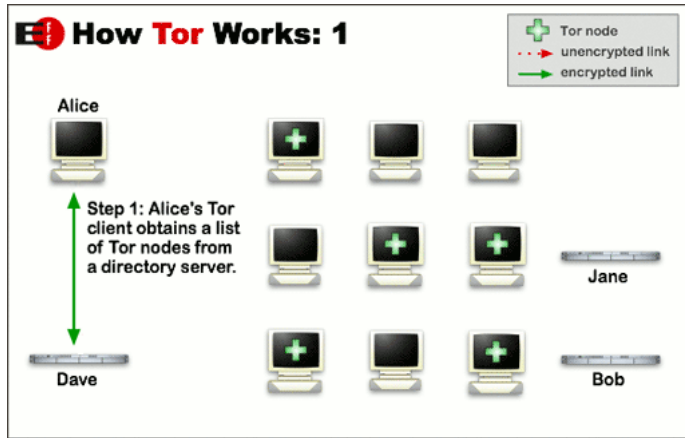 EFF How Tor Works: 1
Tor node
unencrypted link
encrypted link
Alice
Step 1: Alice's Tor
client obtains a list
of Tor nodes from
a directory server.
Jane
Dave
Bob